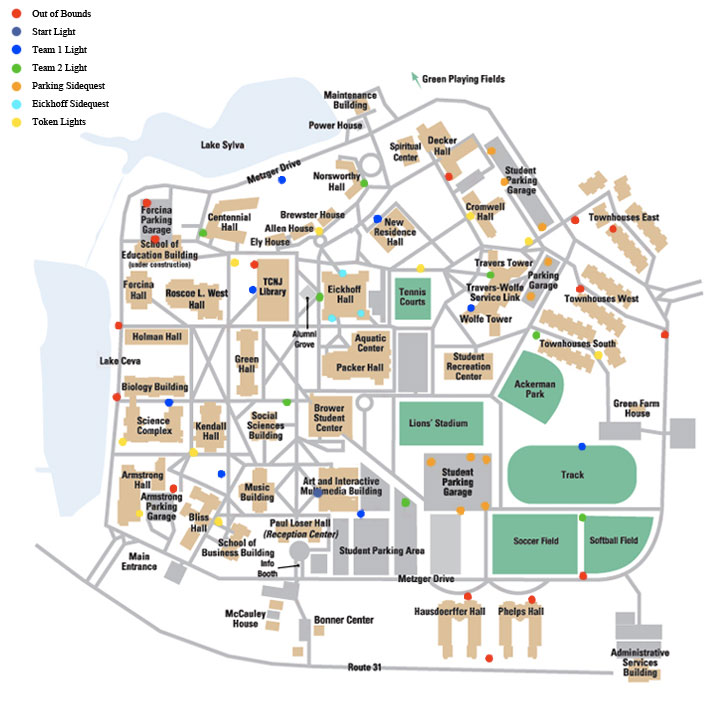 Out of Bounds
Start Light
Team 1 Light
Team 2 Light
Parking Sidequest
Eickhoff Sidequest
Token Lights
Green Playing Fields
Maintenance
Building
Power House
Lake Sylva
Metzger Drive
Norsworthy
Hall
Spiritual
Center
Decker
Hall
Student
Parking
Garage
Cromwell
Hall
Townhouses East
Forcina
Parking
Garage
Centennial
Hall
Brewster House
Allen House
Ely House
New
Residence
Hall
School of
Education Building
(under construction)
Forcina
Hall
Roscoe L. West
Hall
TCNJ
Library
Eickhoff
Hall
Alumni
Grove
Tennis
Courts
Travers Tower
Travers-Wolfe
Service Link
Wolfe Tower
Parking
Garage
Townhouses West
Townhouses South
Holman Hall
Lake Ceva
Green
Hall
Aquatic
Center
Packer Hall
Student
Recreation
Center
Ackerman
Park
Green Farm
House
Biology Building
Science
Complex
Kendall
Hall
Social
Sciences
Building
Brower
Student
Center
Lions' Stadium
Armstrong
Hall
Armstrong
Parking
Garage
Bliss
Hall
Music
Building
Art and Interactive
Multimedia Building
Student
Parking
Garage
Track
Paul Loser Hall
(Reception Center)
School of
Business Building
Info
Booth
Student Parking Area
Soccer Field
Softball Field
Main
Entrance
Metzger Drive
McCauley
House
Bonner Center
Hausdoerffer Hall
Phelps Hall
Administrative
Services
Building
Route 31